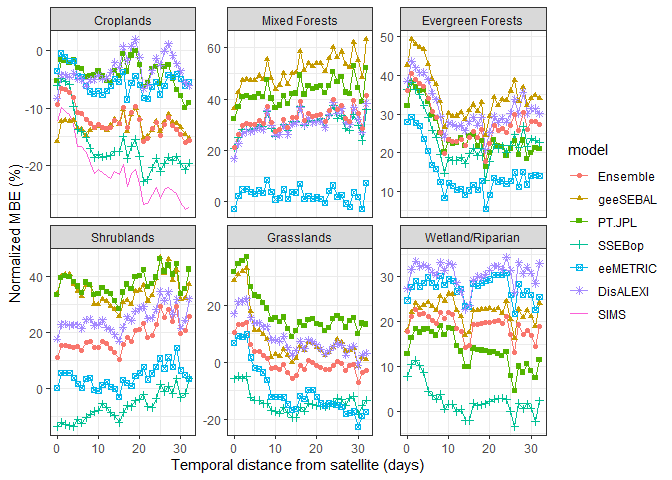 Croplands
Mixed Forests
Evergreen Forests
0
-10
-20
60
40
20
0
50
40
30
20
10
Shrublands
Grasslands
Wetland/Riparian
40
20
0
40
20
0
-20
30
20
10
0
0 10 20 30
0 10 20 30
0 10 20 30
Temporal distance from satellite (days)
Normalized MBE (%)
model
Ensemble
geeSEBAL
PT.JPL
SSEBop
eeMETRIC
DisALEXI
SIMS